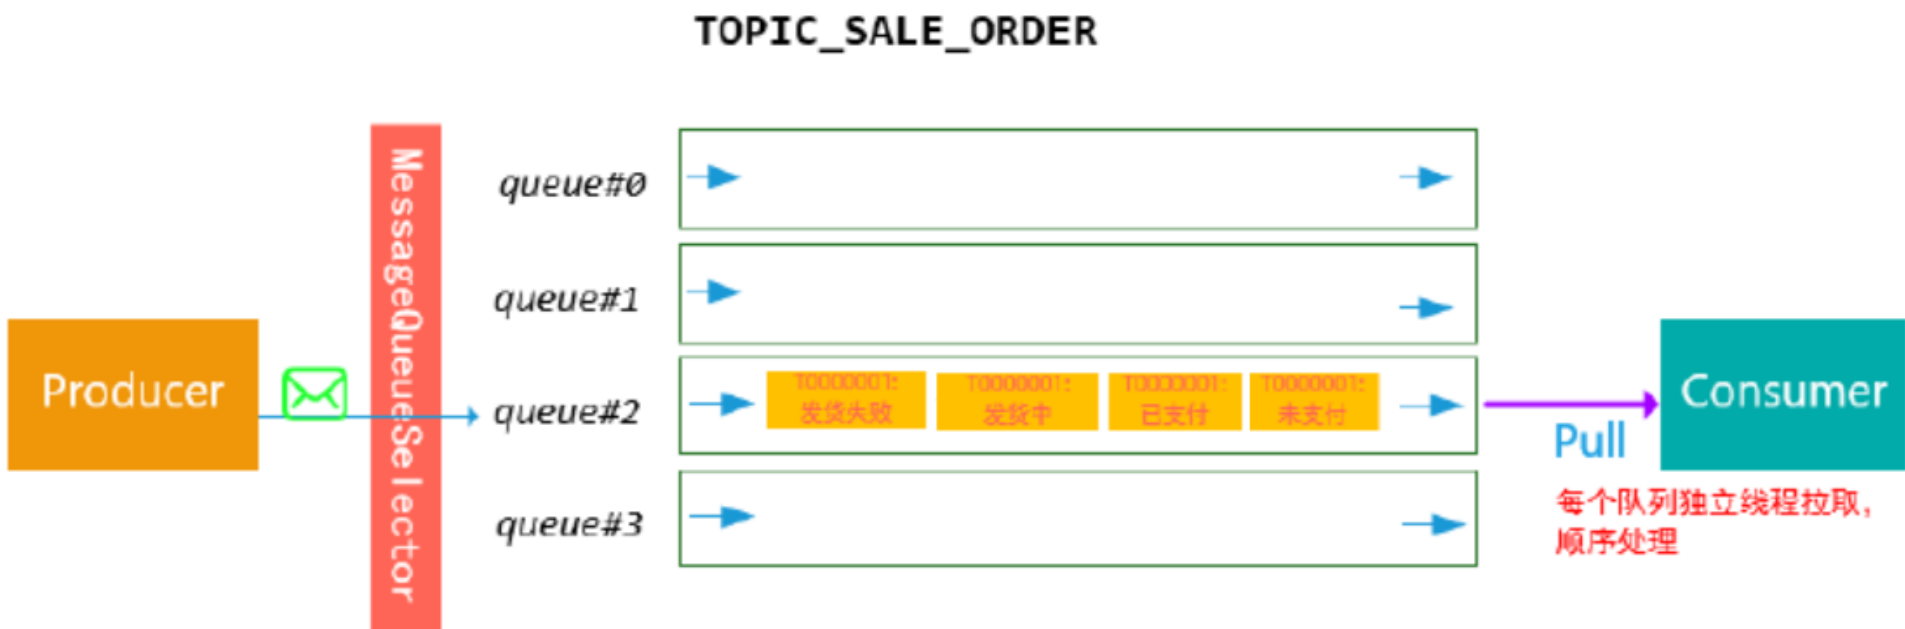 TOPIC_SALE_ORDER
MessageQueueSelector
queue#0
queue#1
Producer
queue#2
T0000001:
发货失败
T0000001:
发货中
T0000001:
已支付
T0000001:
未支付
Consumer
Pull
每个队列独立线程拉取,
顺序处理
queue#3